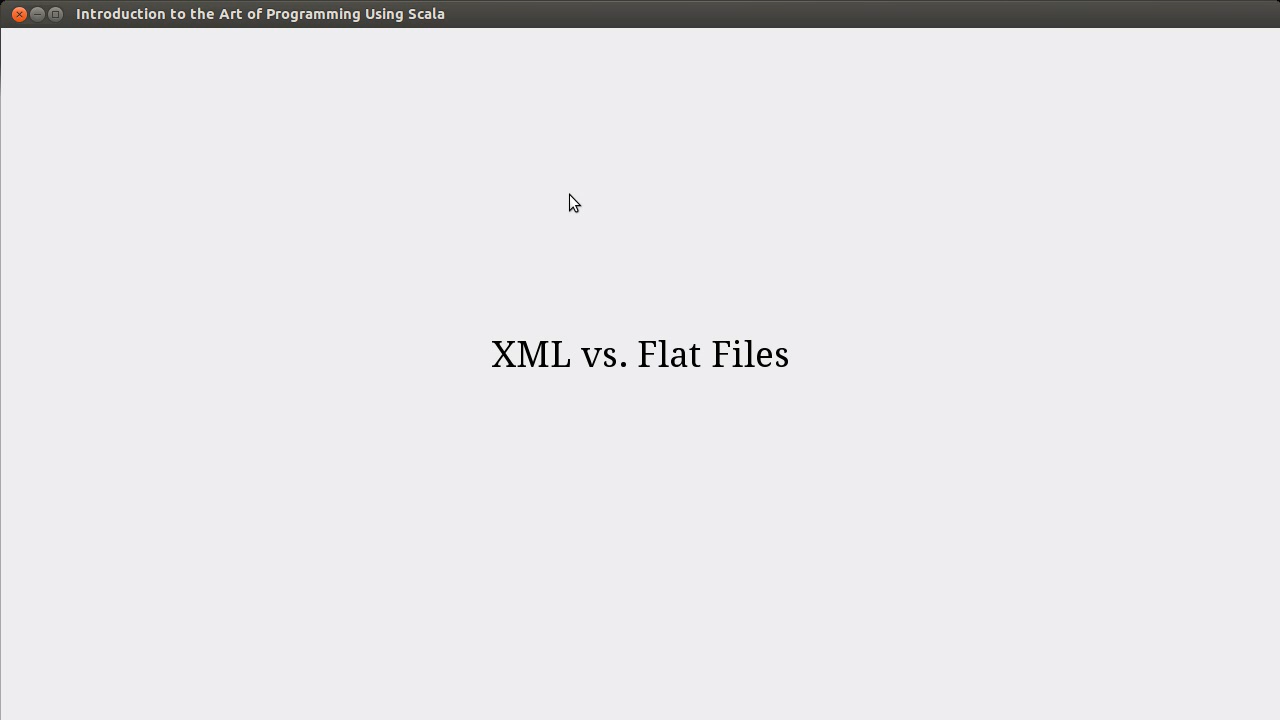 Introduction to the Art of Programming Using Scala
XML vs. Flat Files